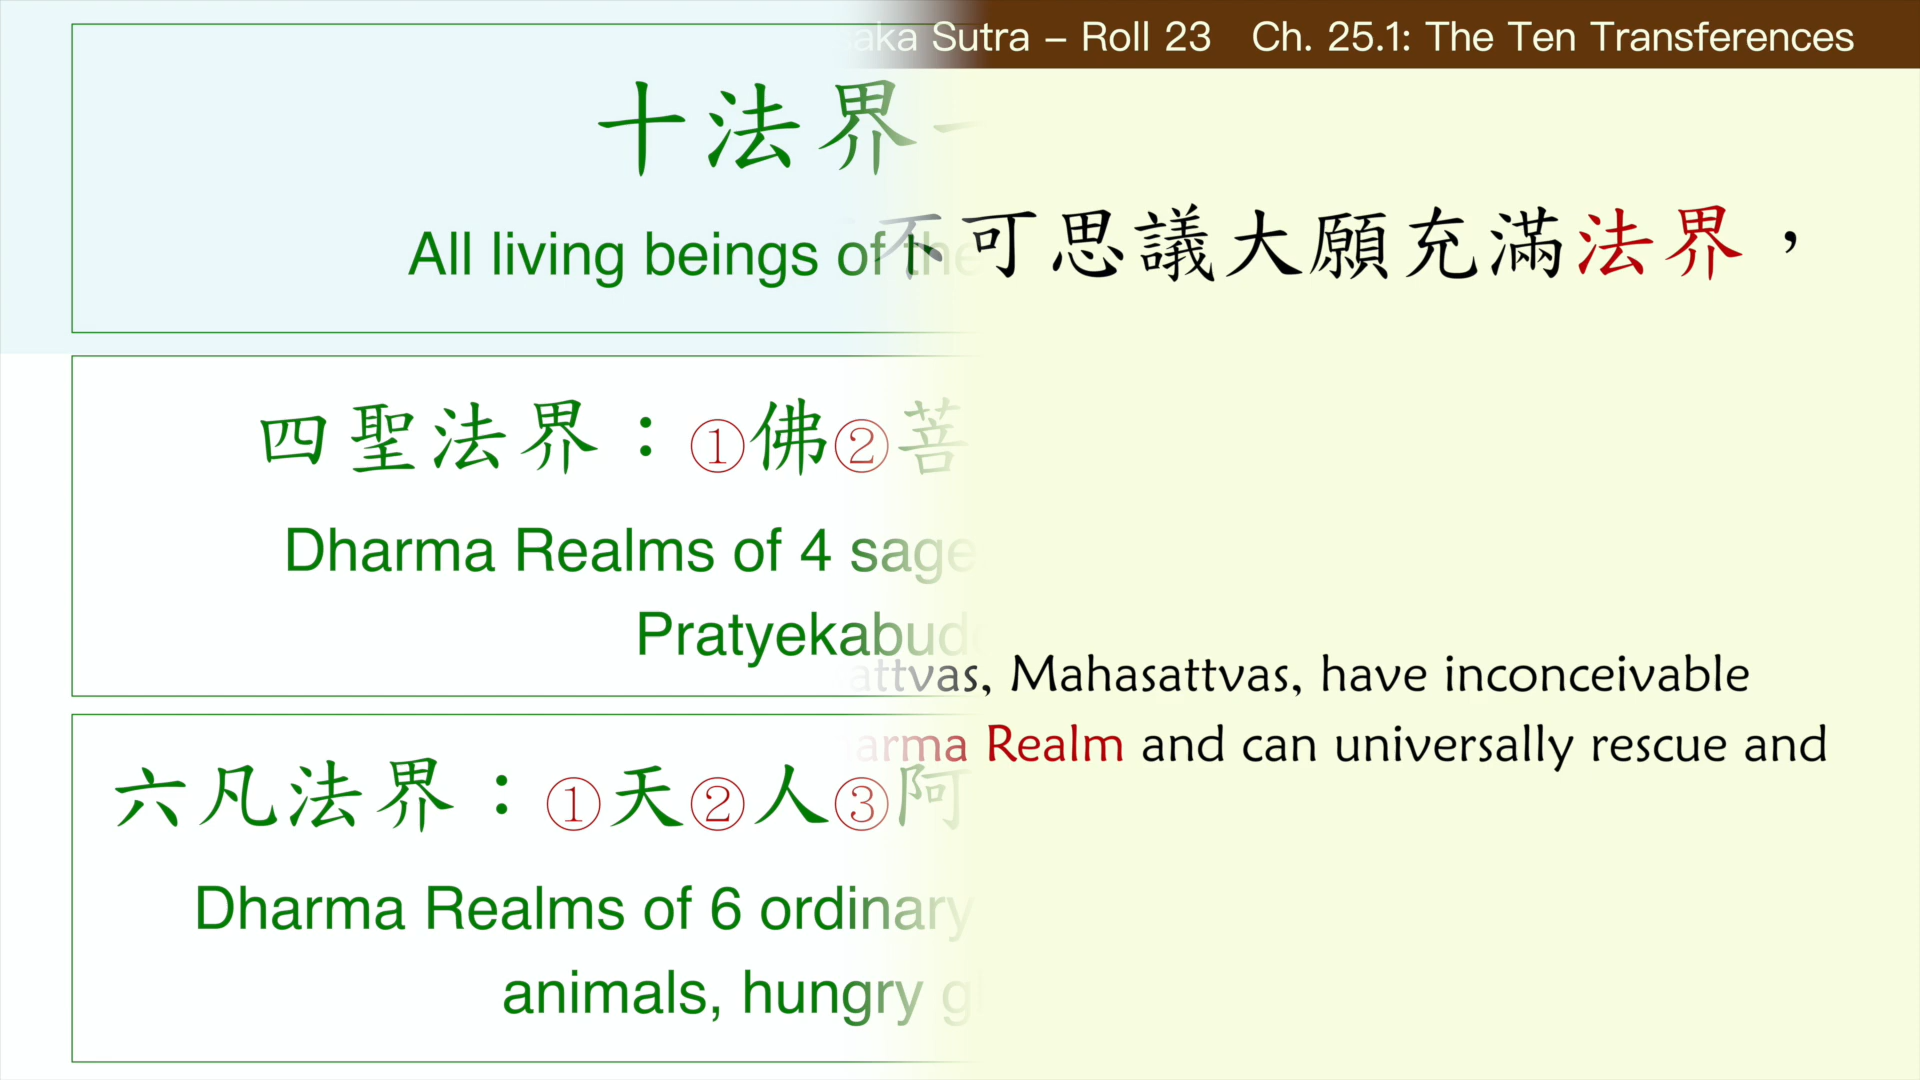 Sutra – Roll 23 Ch. 25.1: The Ten Transferences
十法界一
All living beings of the
不可思議大願充滿法界，
四聖法界：①佛②菩
Dharma Realms of 4 sage
Pratyekabud
attvas, Mahasattvas, have inconceivable
arma Realm and can universally rescue and
六凡法界：①天②人③阿
Dharma Realms of 6 ordinary
animals, hungry g